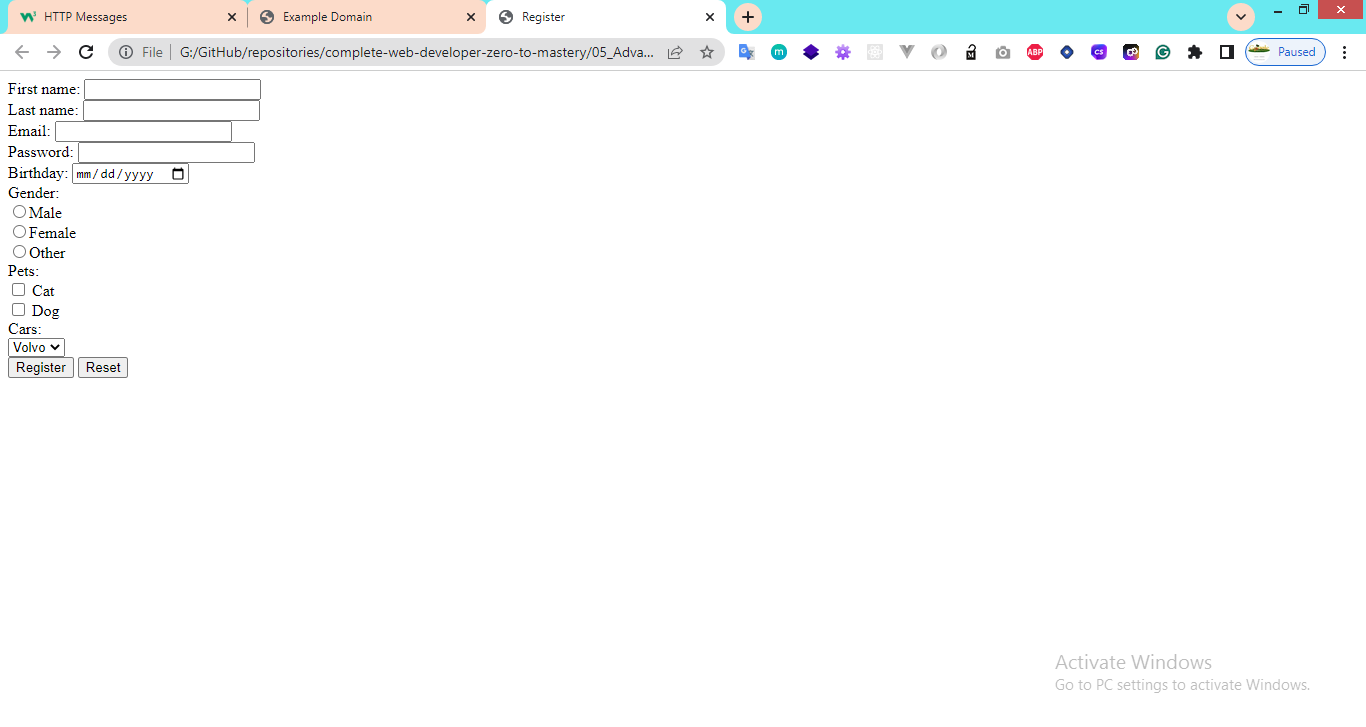 HTTP Messages
Example Domain
Register
File
G:/GitHub/repositories/complete-web-developer-zero-to-mastery/05_Adva...
ABP
CS
Paused
First name:
Last name:
Email:
Password:
Birthday: mm/dd/yyyy
Gender:
Male
Female
Other
Pets:
Cat
Dog
Cars:
Volvo
Register Reset
Activate Windows
Go to PC settings to activate Windows.